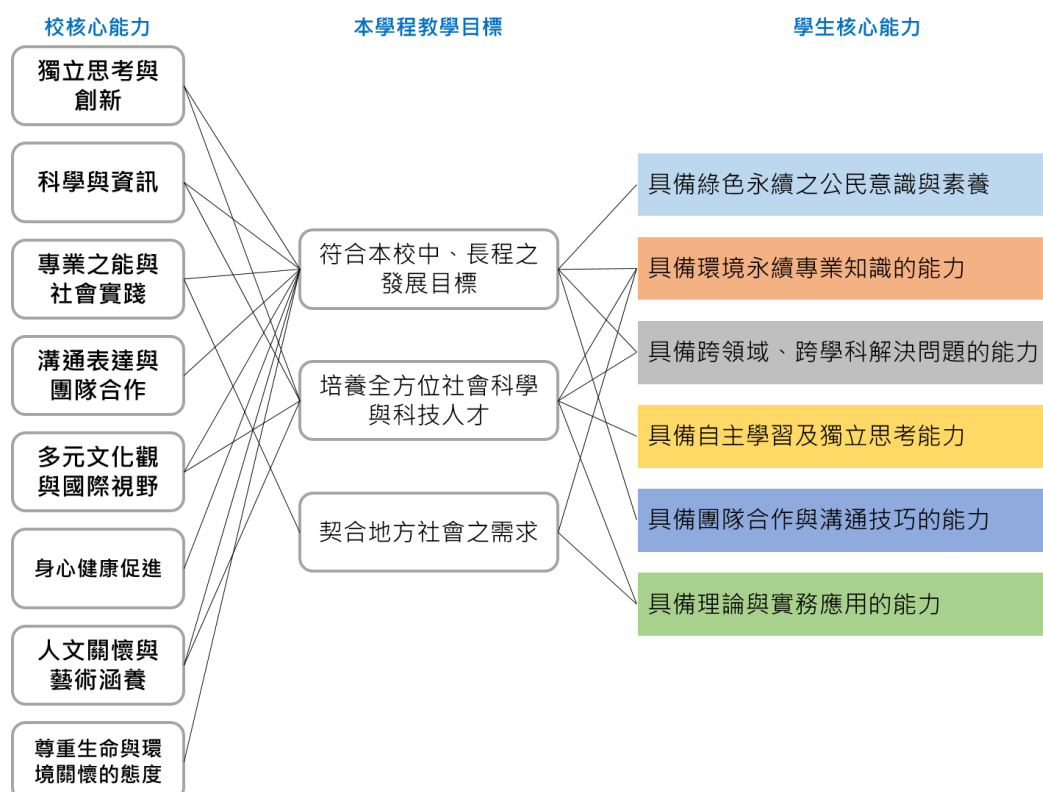 校核心能力
獨立思考與
創新
科學與資訊
專業之能與
社會實踐
溝通表達與
團隊合作
多元文化觀
與國際視野
身心健康促進
人文關懷與
藝術涵養
尊重生命與環
境關懷的態度
本學程教學目標
符合本校中、長程之
發展目標
培養全方位社會科學
與科技人才
契合地方社會之需求
學生核心能力
具備綠色永續之公民意識與素養
具備環境永續專業知識的能力
具備跨領域、跨學科解決問題的能力
具備自主學習及獨立思考能力
具備團隊合作與溝通技巧的能力
具備理論與實務應用的能力